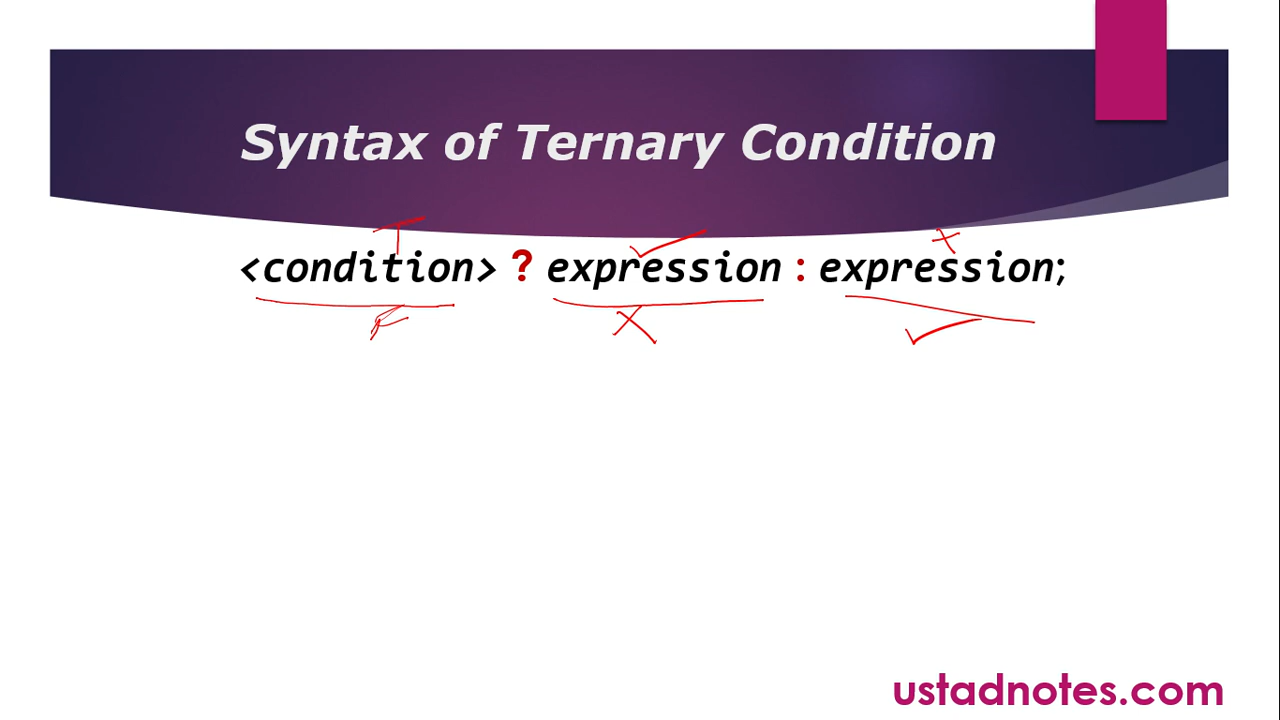 Syntax of Ternary Condition
T
<condition> ? expression : expression;
F
ustadnotes.com